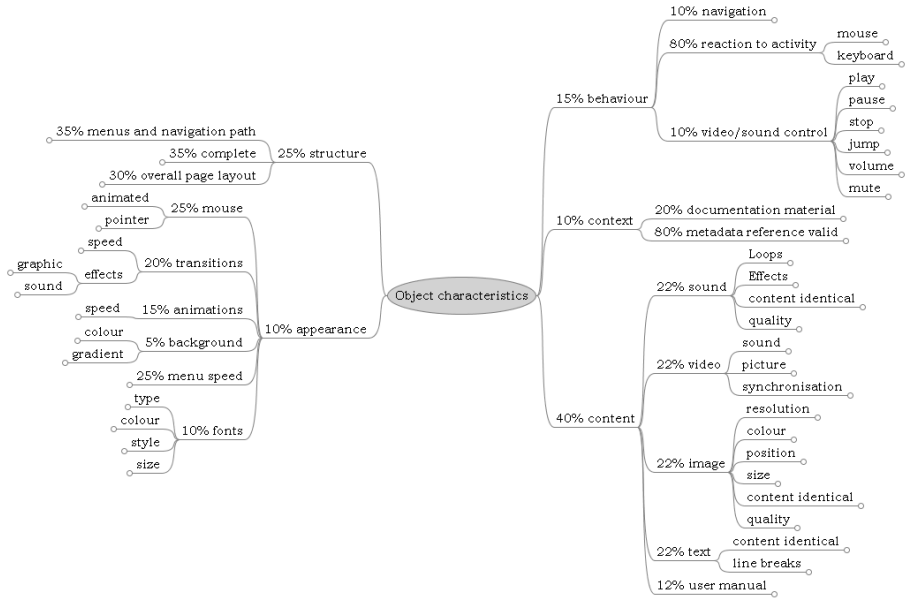 Object characteristics
25% structure
35% menus and navigation path
35% complete
30% overall page layout
10% appearance
25% mouse
animated
pointer
20% transitions
speed
effects
graphic
sound
15% animations
speed
5% background
colour
gradient
25% menu speed
10% fonts
type
colour
style
size
15% behaviour
10% navigation
80% reaction to activity
mouse
keyboard
10% video/sound control
play
pause
stop
jump
volume
mute
10% context
20% documentation material
80% metadata reference valid
40% content
22% sound
Loops
Effects
content identical
quality
22% video
sound
picture
synchronisation
22% image
resolution
colour
position
size
content identical
quality
22% text
content identical
line breaks
12% user manual